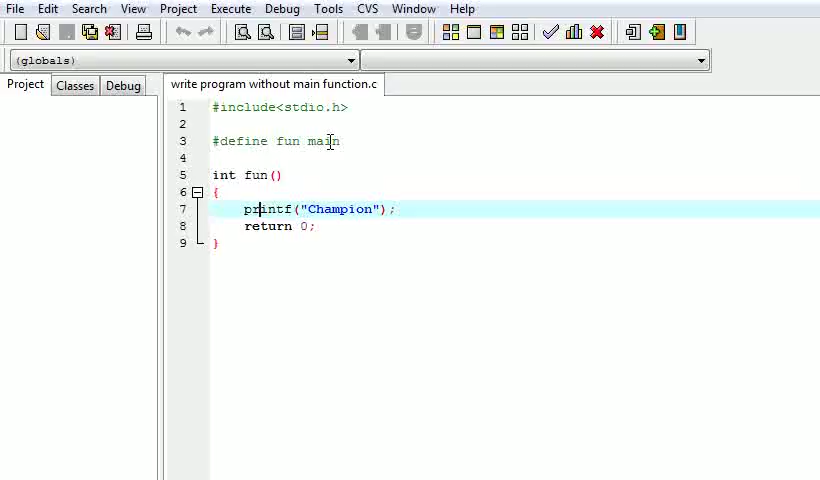 File Edit Search View Project Execute Debug Tools CVS Window Help
(globals)
Project Classes Debug write program without main function.c
1 #include<stdio.h>
2
3 #define fun main
4
5 int fun()
6 {
7 printf("Champion");
8 return 0;
9 }